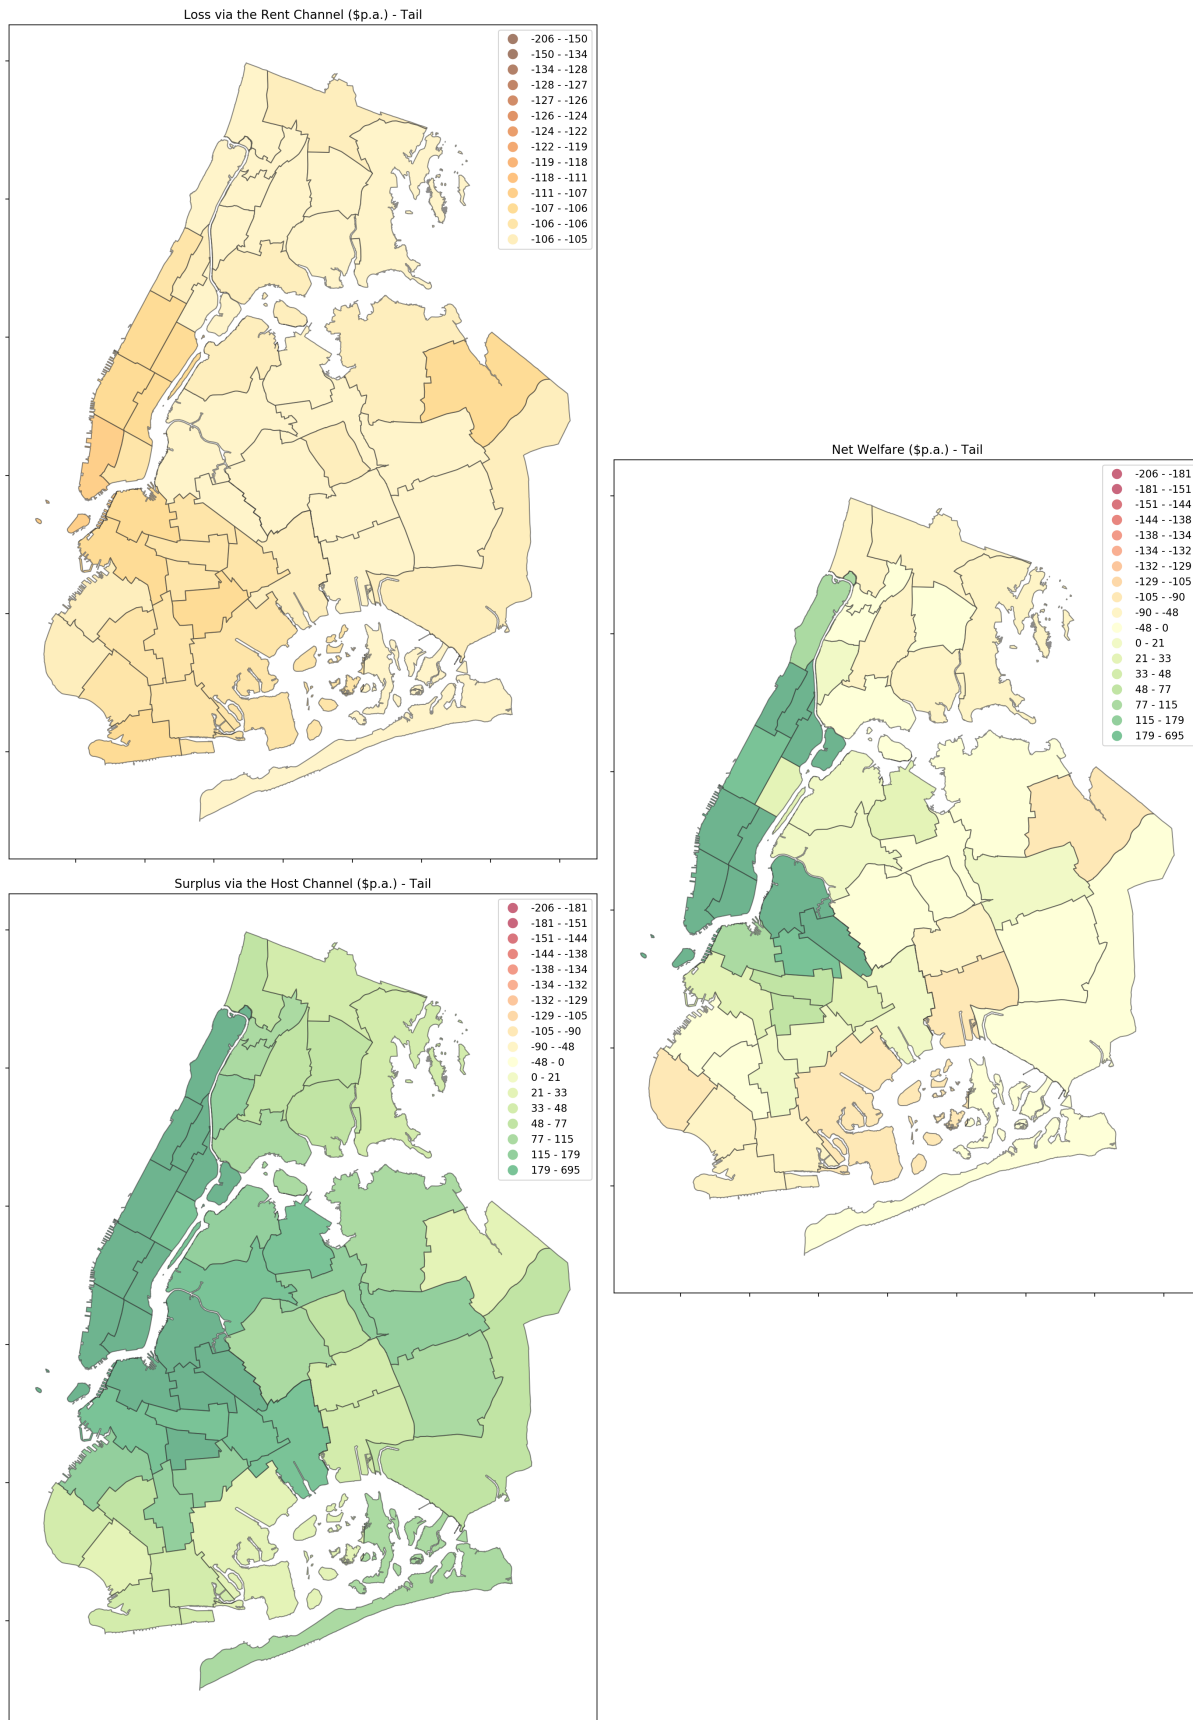 Loss via the Rent Channel ($p.a.) - Tail
-206 - -150
-150 - -134
-134 - -128
-128 - -127
-127 - -126
-126 - -124
-124 - -122
-122 - -119
-119 - -118
-118 - -111
-111 - -107
-107 - -106
-106 - -106
-106 - -105
Net Welfare ($p.a.) - Tail
-206 - -181
-181 - -151
-151 - -144
-144 - -138
-138 - -134
-134 - -132
-132 - -129
-129 - -105
-105 - -90
-90 - -48
-48 - 0
0 - 21
21 - 33
33 - 48
48 - 77
77 - 115
115 - 179
179 - 695
Surplus via the Host Channel ($p.a.) - Tail
-206 - -181
-181 - -151
-151 - -144
-144 - -138
-138 - -134
-134 - -132
-132 - -129
-129 - -105
-105 - -90
-90 - -48
-48 - 0
0 - 21
21 - 33
33 - 48
48 - 77
77 - 115
115 - 179
179 - 695